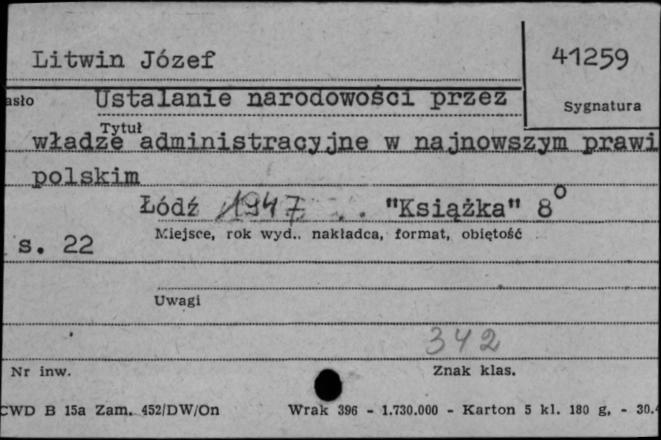 Litwin Józef
41259
asło Ustalanie narodowości przez
Sygnatura
Tytuł
władze administracyjne w najnowszym prawi
polskim
Łódź 1947 . . "Książka" 8°
Miejsce, rok wyd., nakładca, format, objętość
s. 22
Uwagi
342
Nr inw.
Znak klas.
CWD B 15a Zam. 452/DW/On Wrak 396 - 1.730.000 - Karton 5 kl. 180 g. - 30.